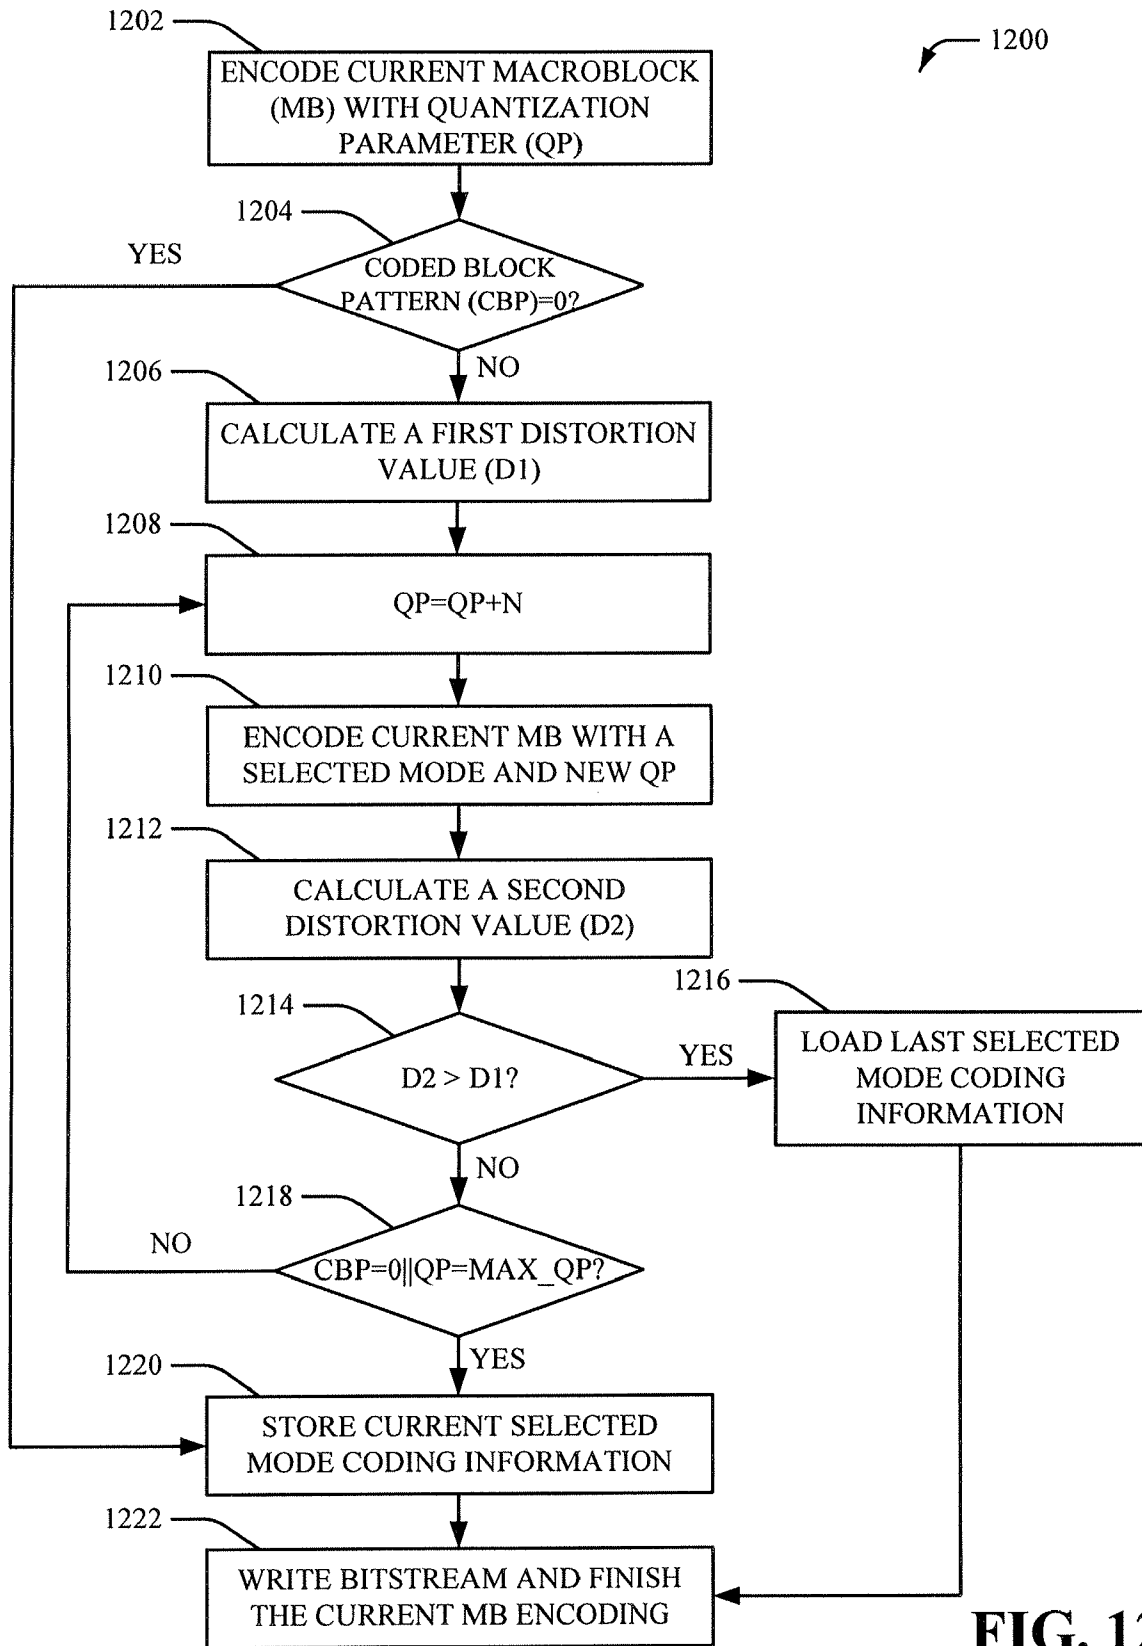 1202
1200
ENCODE CURRENT MACROBLOCK
(MB) WITH QUANTIZATION
PARAMETER (QP)
1204
YES
CODED BLOCK
PATTERN (CBP)=0?
NO
1206
CALCULATE A FIRST DISTORTION
VALUE (D1)
1208
QP=QP+N
1210
ENCODE CURRENT MB WITH A
SELECTED MODE AND NEW QP
1212
CALCULATE A SECOND
DISTORTION VALUE (D2)
1214
D2 > D1?
YES
1216
LOAD LAST SELECTED
MODE CODING
INFORMATION
NO
1218
NO
CBP=0||QP=MAX_QP?
YES
1220
STORE CURRENT SELECTED
MODE CODING INFORMATION
1222
WRITE BITSTREAM AND FINISH
THE CURRENT MB ENCODING
FIG.